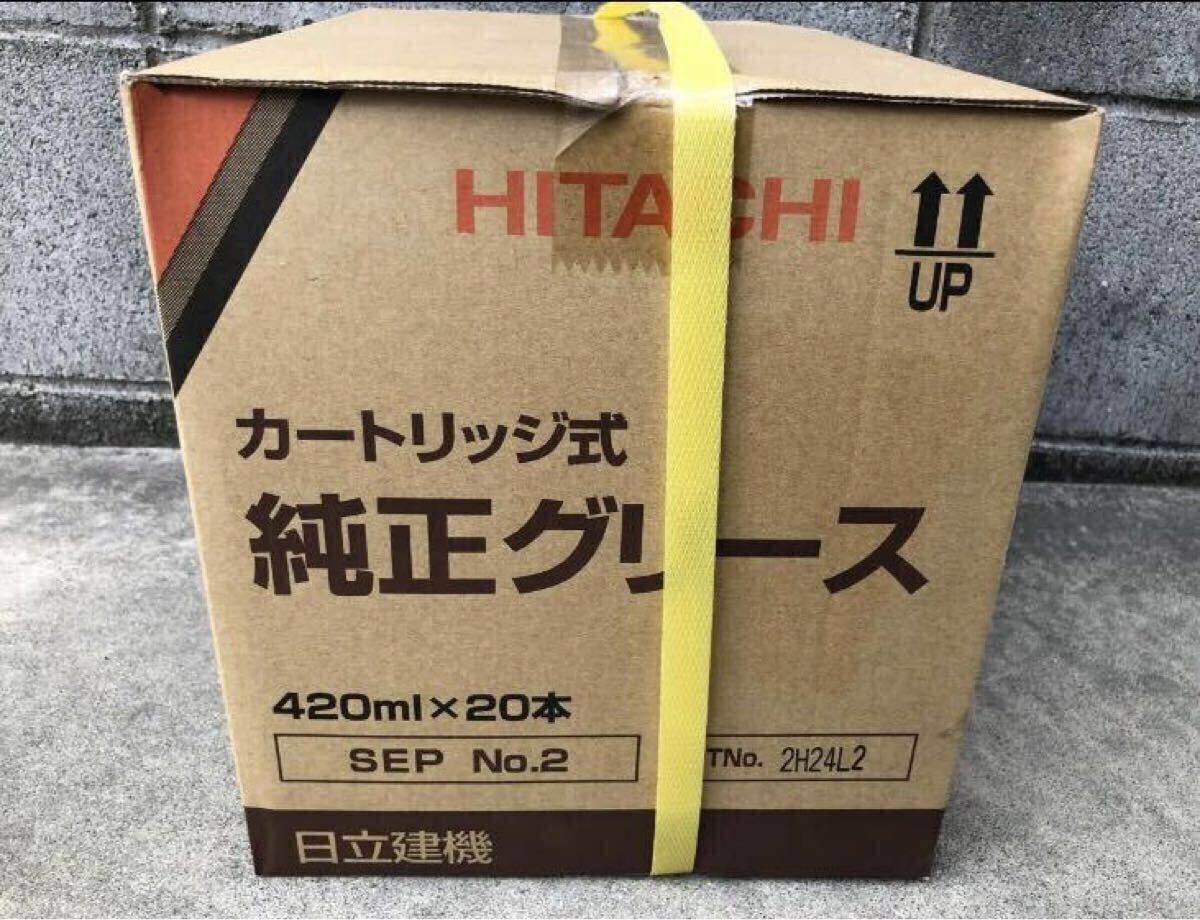 HITACHI
UP
カートリッジ式
純正グリース
420ml×20本
SEP No.2
TNo. 2H24L2
日立建機